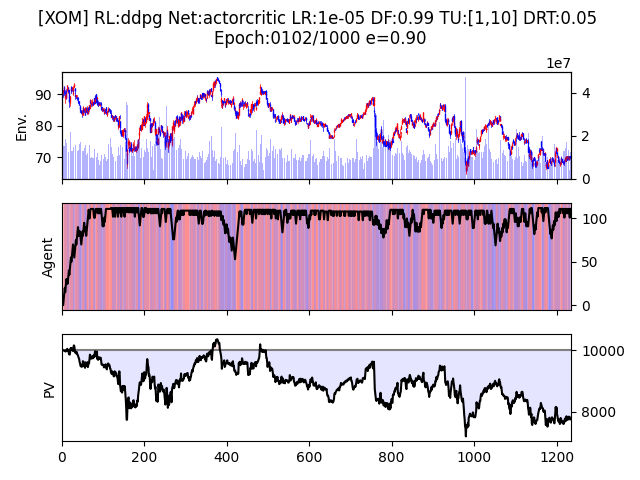 [XOM] RL:ddpg Net:actorcritic LR:1e-05 DF:0.99 TU:[1,10] DRT:0.05
Epoch:0102/1000 e=0.90
1e7
90
80
70
Env.
4
2
0
Agent
100
50
0
PV
10000
8000
0 200 400 600 800 1000 1200